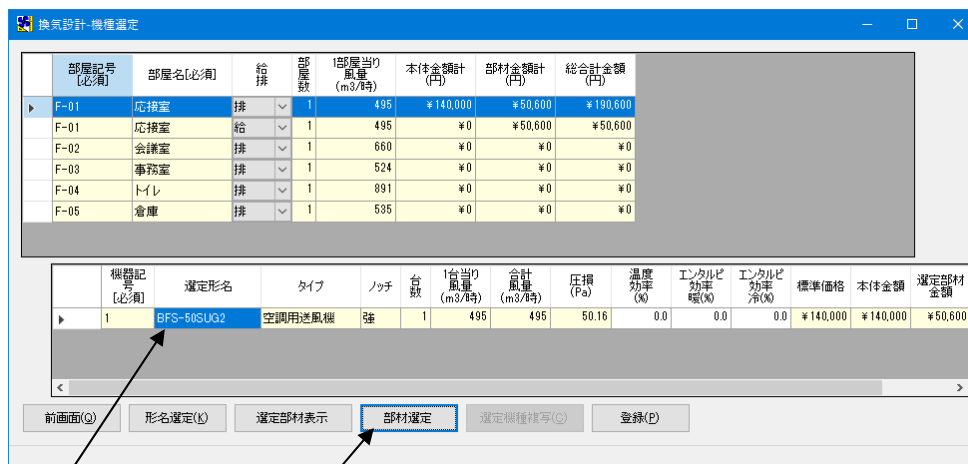 換気設計-機種選定
部屋記号[必須] 部屋名[必須] 給排 部屋数 1部屋当り風量(m3/時) 本体金額計(円) 部材金額計(円) 総合計金額(円)
F-01 応接室 排 1 495 ¥140,000 ¥50,600 ¥190,600
F-01 応接室 給 1 495 ¥0 ¥50,600 ¥50,600
F-02 会議室 排 1 660 ¥0 ¥0 ¥0
F-03 事務室 排 1 524 ¥0 ¥0 ¥0
F-04 トイレ 排 1 891 ¥0 ¥0 ¥0
F-05 倉庫 排 1 535 ¥0 ¥0 ¥0
機器記号[必須] 選定形名 タイプ ノッチ 台数 1台当り風量(m3/時) 合計風量(m3/時) 圧損(Pa) 温度効率(%) エンタルピ効率暖(%) エンタルピ効率冷(%) 標準価格 本体金額 選定部材金額
1 BFS-50SUG2 空調用送風機 強 1 495 495 50.16 0.0 0.0 0.0 ¥140,000 ¥140,000 ¥50,600
前画面(Q) 形名選定(K) 選定部材表示 部材選定 選定機種複写(C) 登録(P)